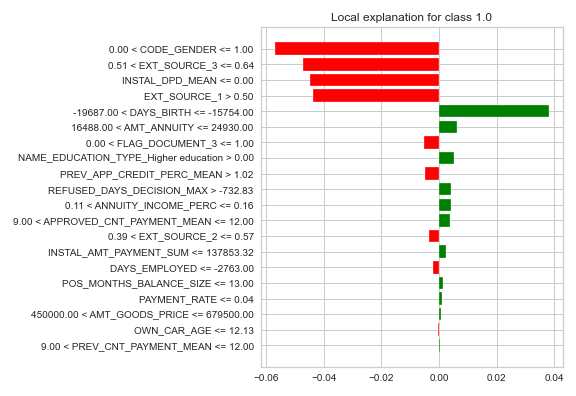 Local explanation for class 1.0
0.00 < CODE_GENDER <= 1.00
0.51 < EXT_SOURCE_3 <= 0.64
INSTAL_DPD_MEAN <= 0.00
EXT_SOURCE_1 > 0.50
-19687.00 < DAYS_BIRTH <= -15754.00
16488.00 < AMT_ANNUITY <= 24930.00
0.00 < FLAG_DOCUMENT_3 <= 1.00
NAME_EDUCATION_TYPE_Higher education > 0.00
PREV_APP_CREDIT_PERC_MEAN > 1.02
REFUSED_DAYS_DECISION_MAX > -732.83
0.11 < ANNUITY_INCOME_PERC <= 0.16
9.00 < APPROVED_CNT_PAYMENT_MEAN <= 12.00
0.39 < EXT_SOURCE_2 <= 0.57
INSTAL_AMT_PAYMENT_SUM <= 137853.32
DAYS_EMPLOYED <= -2763.00
POS_MONTHS_BALANCE_SIZE <= 13.00
PAYMENT_RATE <= 0.04
450000.00 < AMT_GOODS_PRICE <= 679500.00
OWN_CAR_AGE <= 12.13
9.00 < PREV_CNT_PAYMENT_MEAN <= 12.00
−0.06 −0.04 −0.02 0.00 0.02 0.04